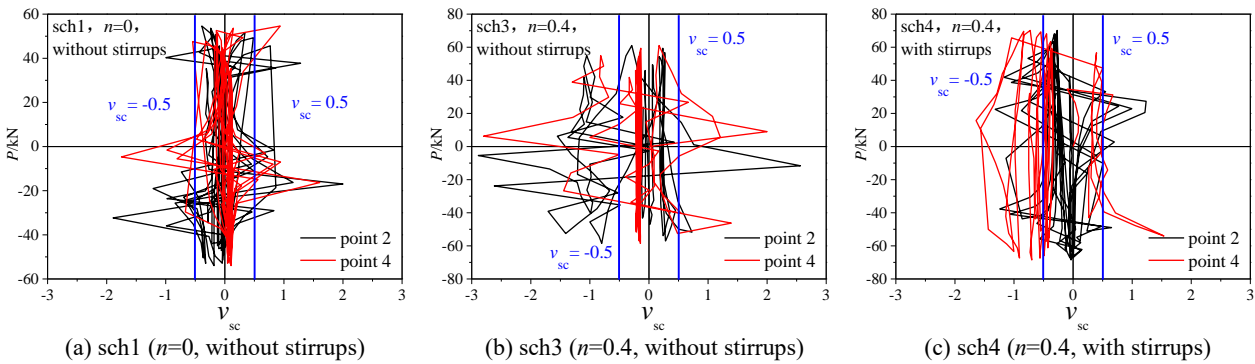 sch1, n=0,
without stirrups
v_sc = -0.5
v_sc = 0.5
point 2
point 4
P/kN
60
40
20
0
-20
-40
60
-3
-2
-1
0
1
2
3
v_sc
(a) sch1 (n=0, without stirrups)
sch3, n=0.4,
without stirrups
v_sc = 0.5
v_sc = -0.5
point 2
point 4
P/kN
80
60
40
20
0
-20
-40
-60
-80
-3
-2
-1
0
1
2
3
v_sc
(b) sch3 (n=0.4, without stirrups)
sch4, n=0.4,
with stirrups
v_sc = 0.5
v_sc = -0.5
point 2
point 4
P/kN
80
60
40
20
0
-20
-40
-60
-80
-3
-2
-1
0
1
2
3
v_sc
(c) sch4 (n=0.4, with stirrups)